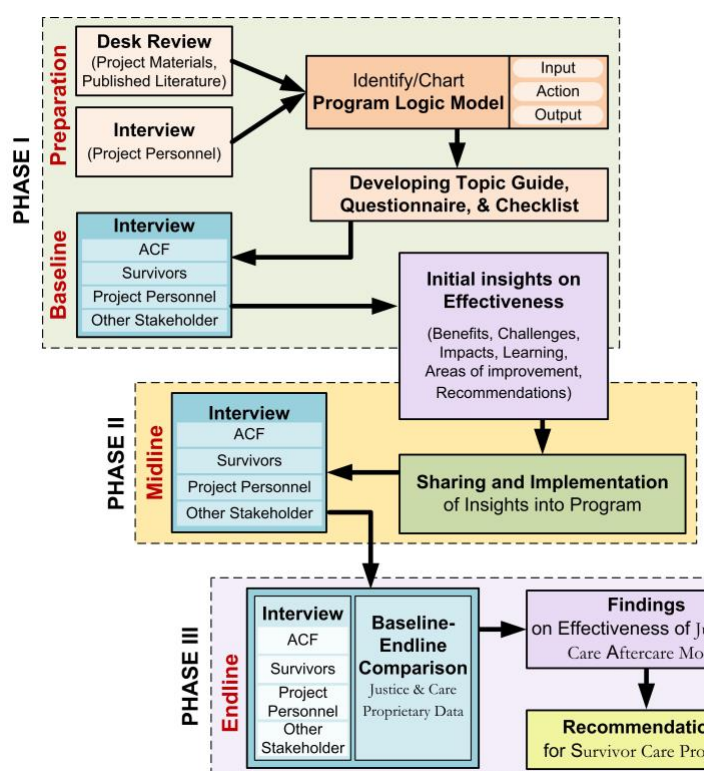 PHASE I
Preparation
Desk Review
(Project Materials,
Published Literature)
Interview
(Project Personnel)
Identify/Chart
Program Logic Model
Input
Action
Output
Developing Topic Guide,
Questionnaire, & Checklist
Baseline
Interview
ACF
Survivors
Project Personnel
Other Stakeholder
Initial insights on
Effectiveness
(Benefits, Challenges,
Impacts, Learning,
Areas of improvement,
Recommendations)
PHASE II
Midline
Interview
ACF
Survivors
Project Personnel
Other Stakeholder
Sharing and Implementation
of Insights into Program
PHASE III
Endline
Interview
ACF
Survivors
Project
Personnel
Other
Stakeholder
Baseline-
Endline
Comparison
Justice & Care
Proprietary Data
Findings
on Effectiveness of
Care Aftercare
for Survivor Care